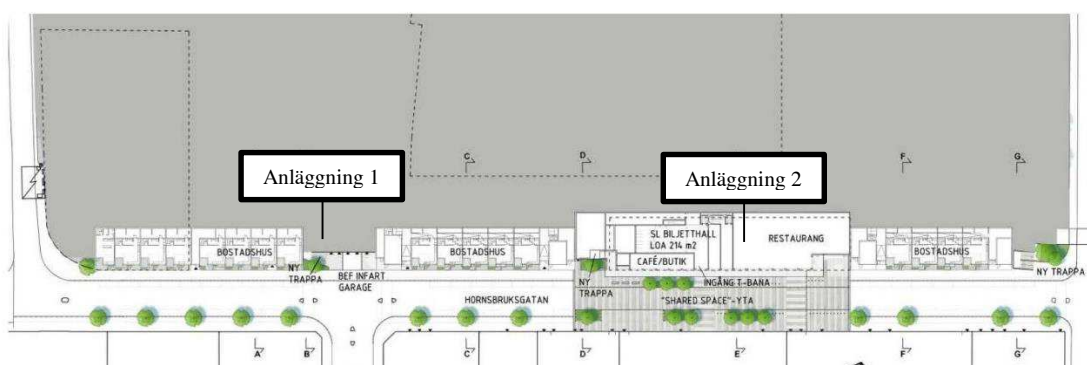 C D F G
Anläggning 1
Anläggning 2
SL BILJETTHALL
LOA 214 m2
RESTAURANG
CAFÉ/BUTIK
BOSTADSHUS
BOSTADSHUS
BOSTADSHUS
NY
TRAPPA
BEF INFART
GARAGE
NY
TRAPPA
INGÅNG T-BANA
NY TRAPPA
HORNSBRUKSGATAN
"SHARED SPACE"-YTA
A B C D E F G